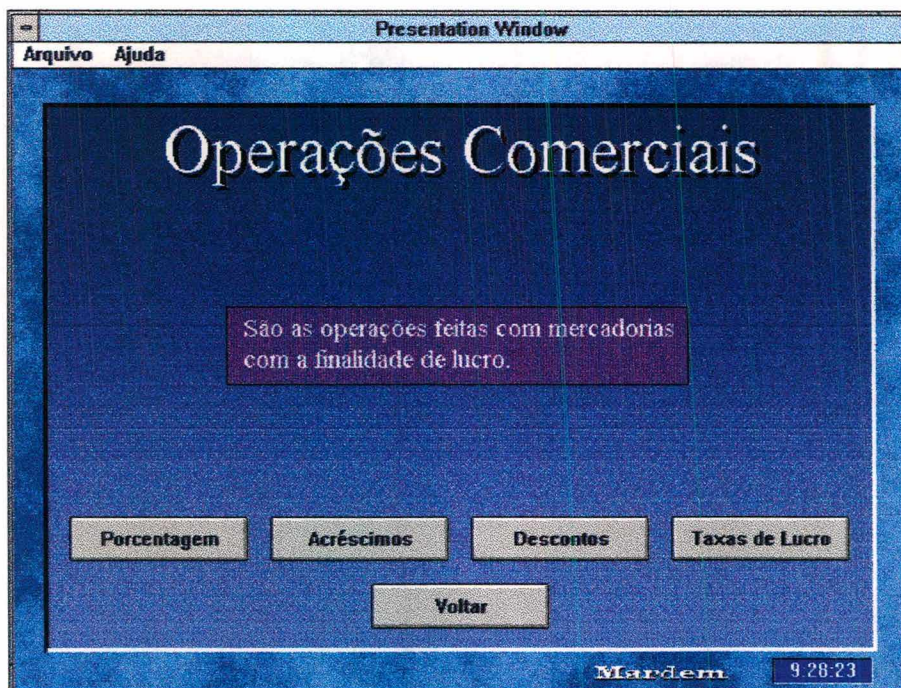 Presentation Window
Arquivo Ajuda
Operações Comerciais
São as operações feitas com mercadorias
com a finalidade de lucro.
Porcentagem Acréscimos Descontos Taxas de Lucro
Voltar
Mardem 9:28:23